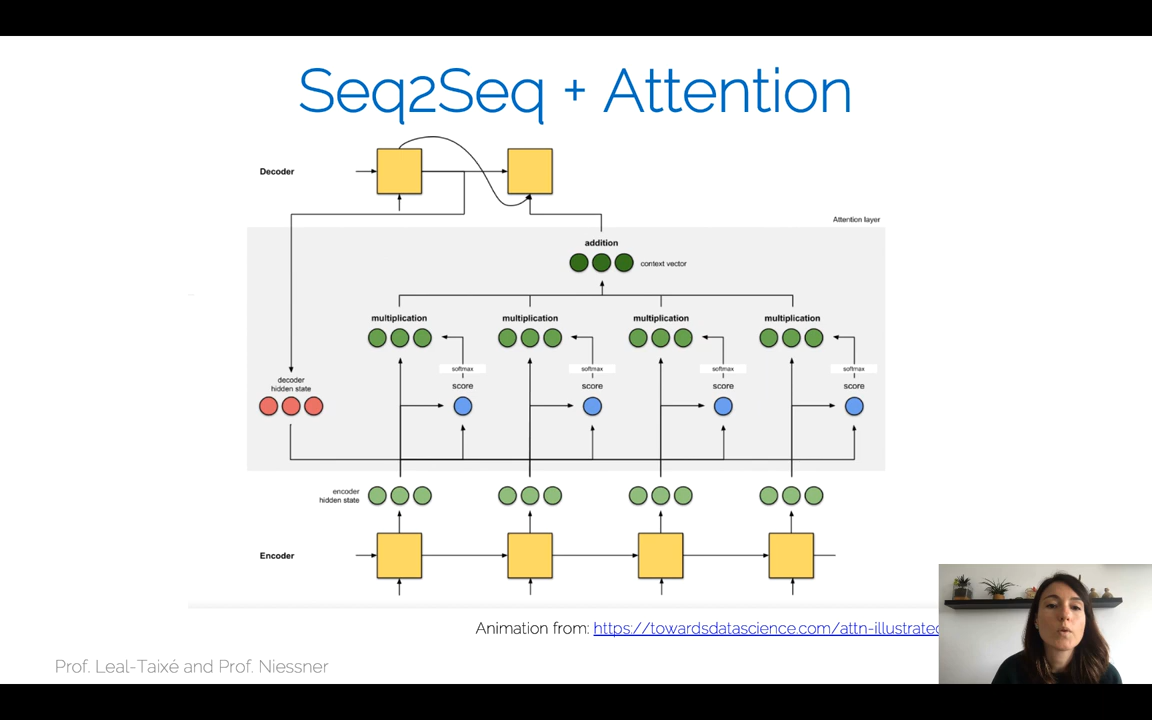 Seq2Seq + Attention
Decoder
Attention layer
addition
context vector
multiplication multiplication multiplication multiplication
softmax softmax softmax softmax
decoder
hidden state
score score score score
encoder
hidden state
Encoder
Animation from: https://towardsdatascience.com/attn-illustrated
Prof. Leal-Taixé and Prof. Niessner